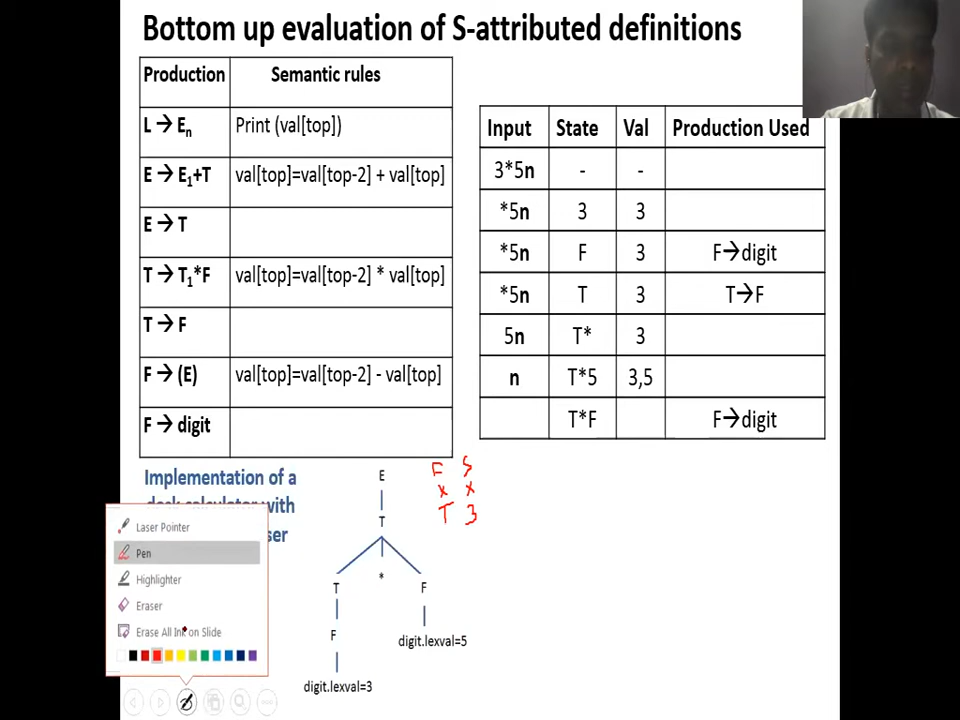 Bottom up evaluation of S-attributed definitions
Production Semantic rules
L → En Print (val[top])
E → E1+T val[top]=val[top-2] + val[top]
E → T
T → T1*F val[top]=val[top-2] * val[top]
T → F
F → (E) val[top]=val[top-2] - val[top]
F → digit
Input State Val Production Used
3*5n - -
*5n 3 3
*5n F 3 F→digit
*5n T 3 T→F
5n T* 3
n T*5 3,5
T*F F→digit
Implementation of a
desk calculator with
ser
F 5
* *
T 3
E
T
T * F
F digit.lexval=5
digit.lexval=3
Laser Pointer
Pen
Highlighter
Eraser
Erase All Ink on Slide